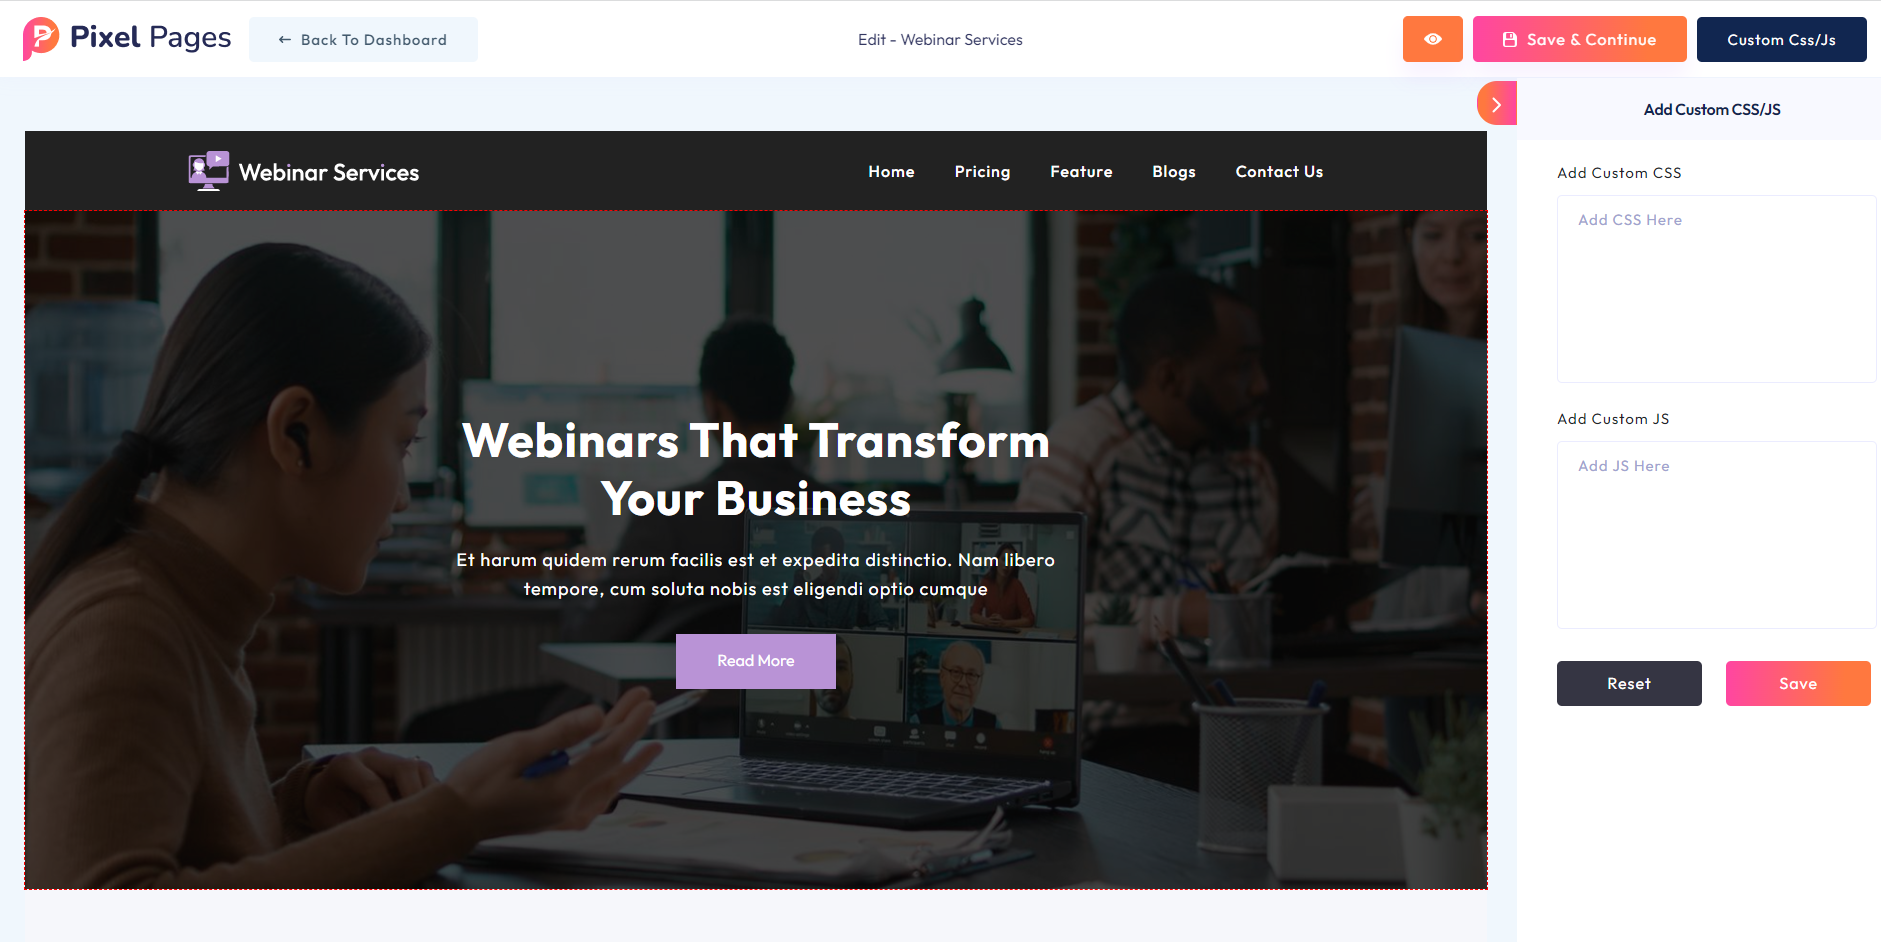 Pixel Pages
← Back To Dashboard
Edit - Webinar Services
Save & Continue
Custom Css/Js
Add Custom CSS/JS
Webinar Services
Home
Pricing
Feature
Blogs
Contact Us
Webinars That Transform
Your Business
Et harum quidem rerum facilis est et expedita distinctio. Nam libero
tempore, cum soluta nobis est eligendi optio cumque
Read More
Add Custom CSS
Add CSS Here
Add Custom JS
Add JS Here
Reset
Save